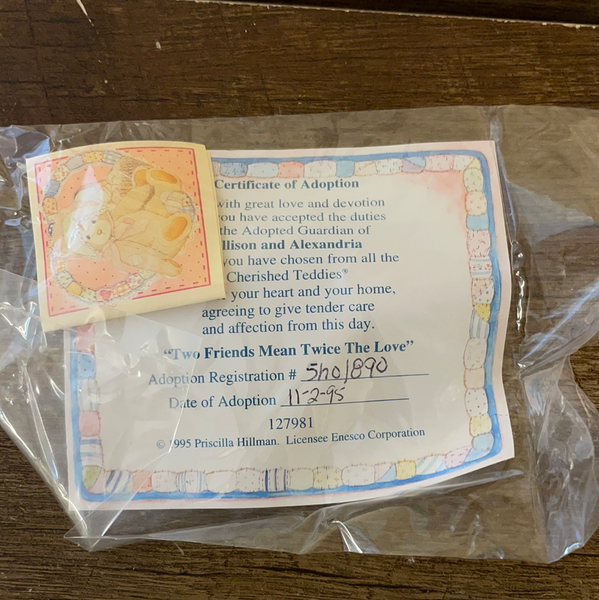 Certificate of Adoption
with great love and devotion
you have accepted the duties
the Adopted Guardian of
llison and Alexandria
you have chosen from all the
Cherished Teddies®
your heart and your home,
agreeing to give tender care
and affection from this day.
"Two Friends Mean Twice The Love"
Adoption Registration # 5h01890
Date of Adoption 11-2-95
127981
© 1995 Priscilla Hillman. Licensee Enesco Corporation